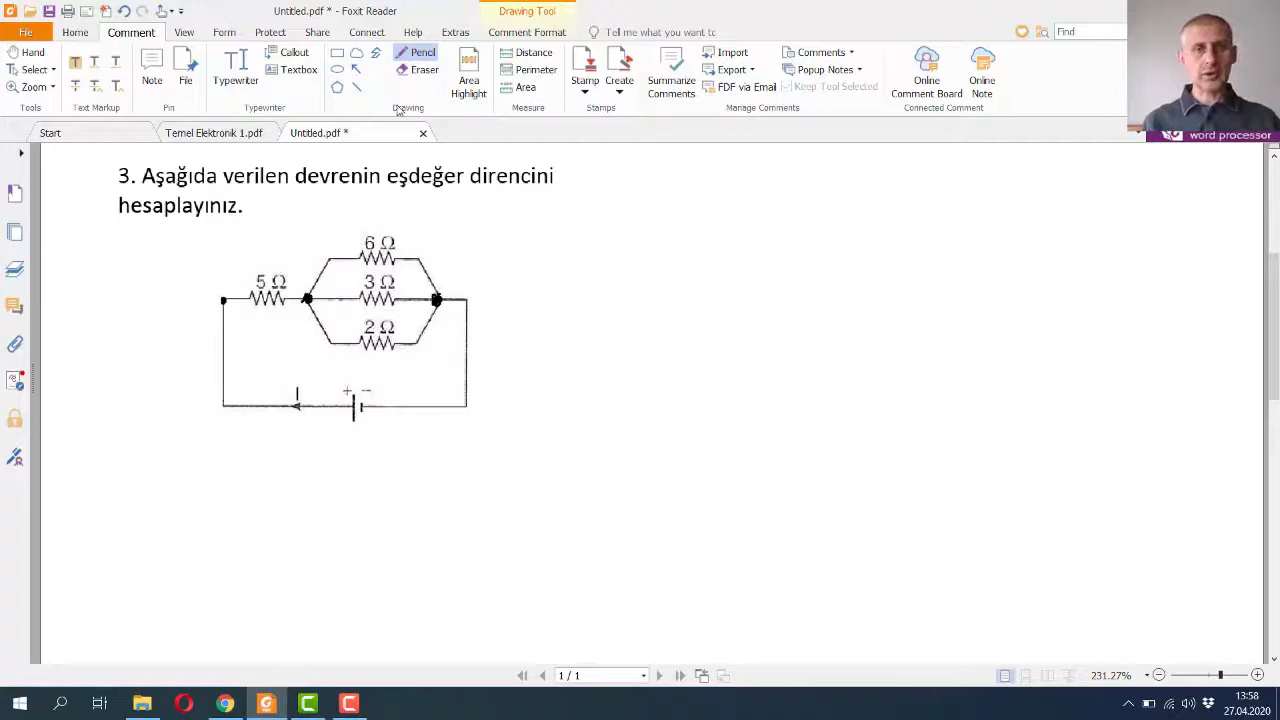 Untitled.pdf * - Foxit Reader
Drawing Tool
File
Home
Comment
View
Form
Protect
Share
Connect
Help
Extras
Comment Format
Tell me what you want to
Find
Hand
Select
Zoom
Tools
Text Markup
Note
File
Pin
Typewriter
Callout
Textbox
Typewriter
Pencil
Eraser
Drawing
Area
Highlight
Distance
Perimeter
Area
Measure
Stamp
Create
Stamps
Summarize
Comments
Import
Export
FDF via Email
Comments
Popup Notes
Keep Tool Selected
Manage Comments
Online
Comment Board
Online
Note
Connected Comment
word processor
Start
Temel Elektronik 1.pdf
Untitled.pdf *
3. Aşağıda verilen devrenin eşdeğer direncini
hesaplayınız.
6 Ω
5 Ω
3 Ω
2 Ω
I
+ −
1 / 1
231.27%
13:58
27.04.2020